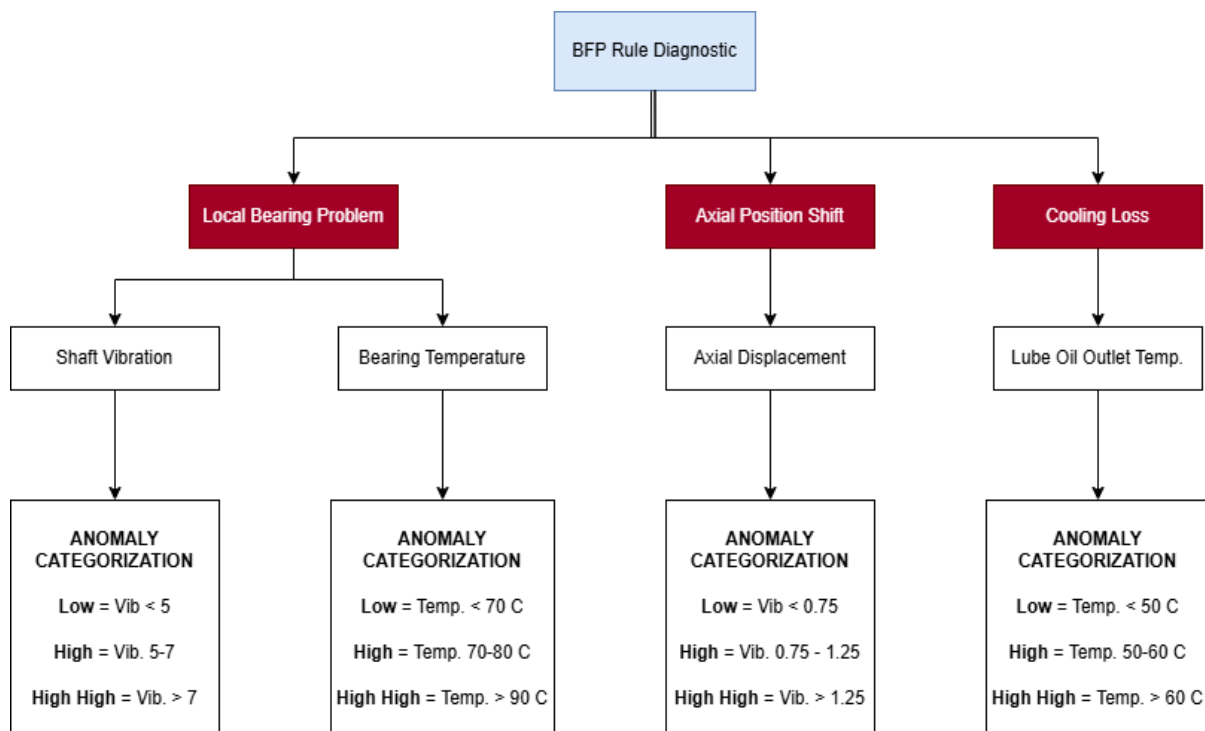 BFP Rule Diagnostic
Local Bearing Problem
Axial Position Shift
Cooling Loss
Shaft Vibration
Bearing Temperature
Axial Displacement
Lube Oil Outlet Temp.
ANOMALY
CATEGORIZATION
Low = Vib < 5
High = Vib. 5-7
High High = Vib. > 7
ANOMALY
CATEGORIZATION
Low = Temp. < 70 C
High = Temp. 70-80 C
High High = Temp. > 90 C
ANOMALY
CATEGORIZATION
Low = Vib < 0.75
High = Vib. 0.75 - 1.25
High High = Vib. > 1.25
ANOMALY
CATEGORIZATION
Low = Temp. < 50 C
High = Temp. 50-60 C
High High = Temp. > 60 C